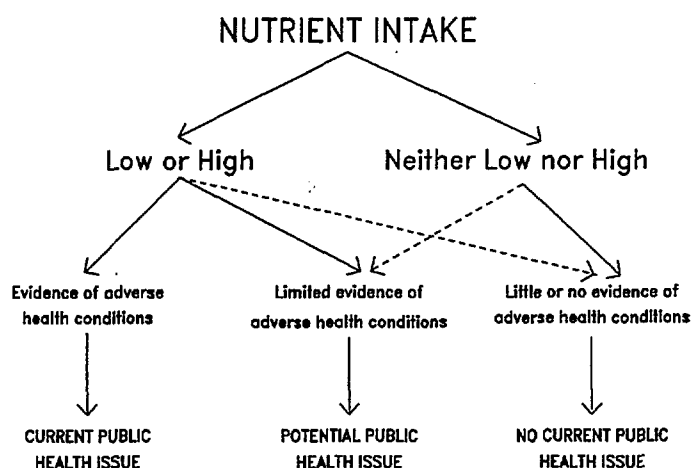 NUTRIENT INTAKE
Low or High
Neither Low nor High
Evidence of adverse
health conditions
Limited evidence of
adverse health conditions
Little or no evidence of
adverse health conditions
CURRENT PUBLIC
HEALTH ISSUE
POTENTIAL PUBLIC
HEALTH ISSUE
NO CURRENT PUBLIC
HEALTH ISSUE